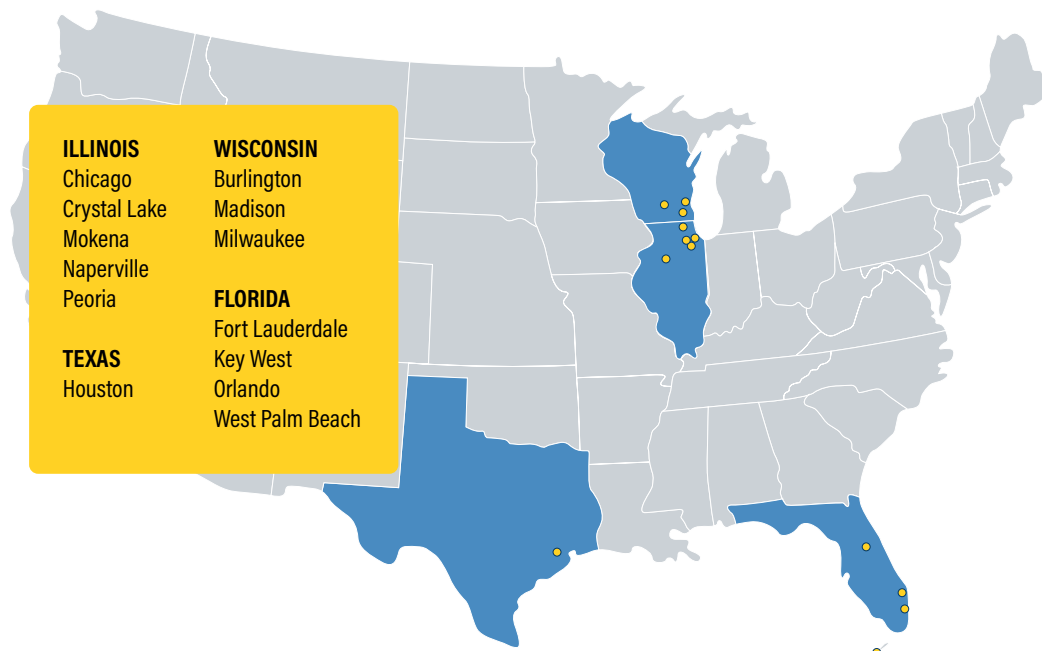 ILLINOIS
Chicago
Crystal Lake
Mokena
Naperville
Peoria
TEXAS
Houston
WISCONSIN
Burlington
Madison
Milwaukee
FLORIDA
Fort Lauderdale
Key West
Orlando
West Palm Beach